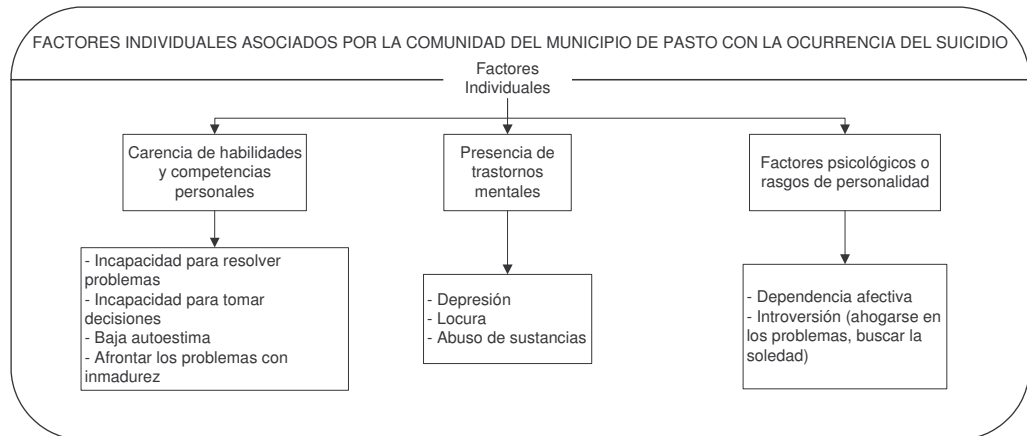 FACTORES INDIVIDUALES ASOCIADOS POR LA COMUNIDAD DEL MUNICIPIO DE PASTO CON LA OCURRENCIA DEL SUICIDIO
Factores
Individuales
Carencia de habilidades
y competencias
personales
Presencia de
trastornos
mentales
Factores psicológicos o
rasgos de personalidad
- Incapacidad para resolver
problemas
- Incapacidad para tomar
decisiones
- Baja autoestima
- Afrontar los problemas con
inmadurez
- Depresión
- Locura
- Abuso de sustancias
- Dependencia afectiva
- Introversión (ahogarse en
los problemas, buscar la
soledad)